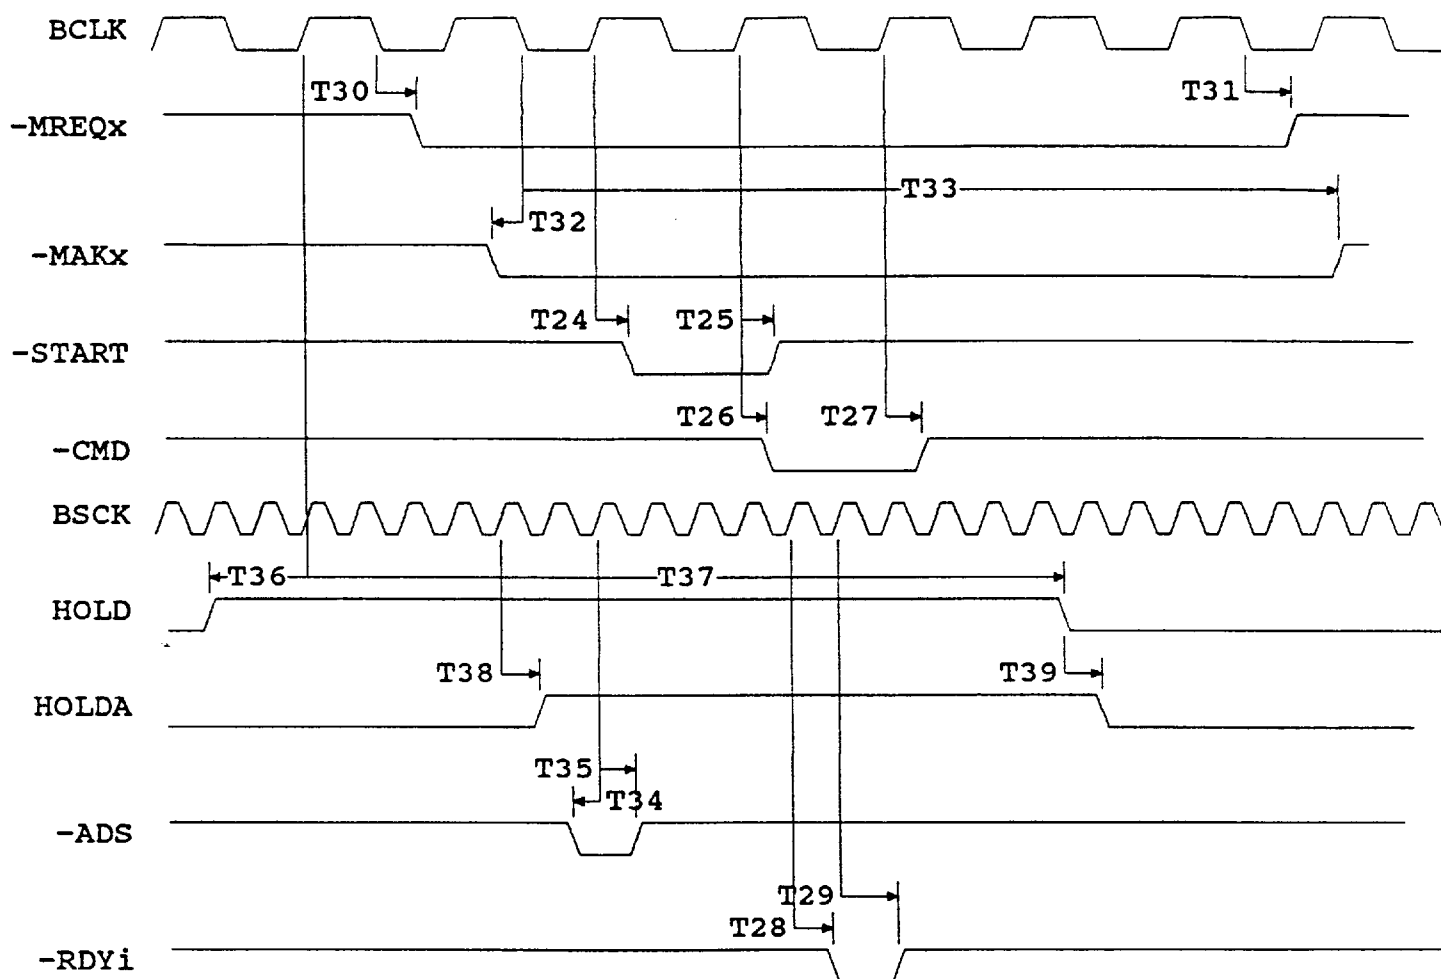 BCLK
T30 T31
-MREQx
T33
T32
-MAKx
T24 T25
-START
T26 T27
-CMD
BSCK
T36 T37
HOLD
T38 T39
HOLDA
T35
T34
-ADS
T29
T28
-RDYi